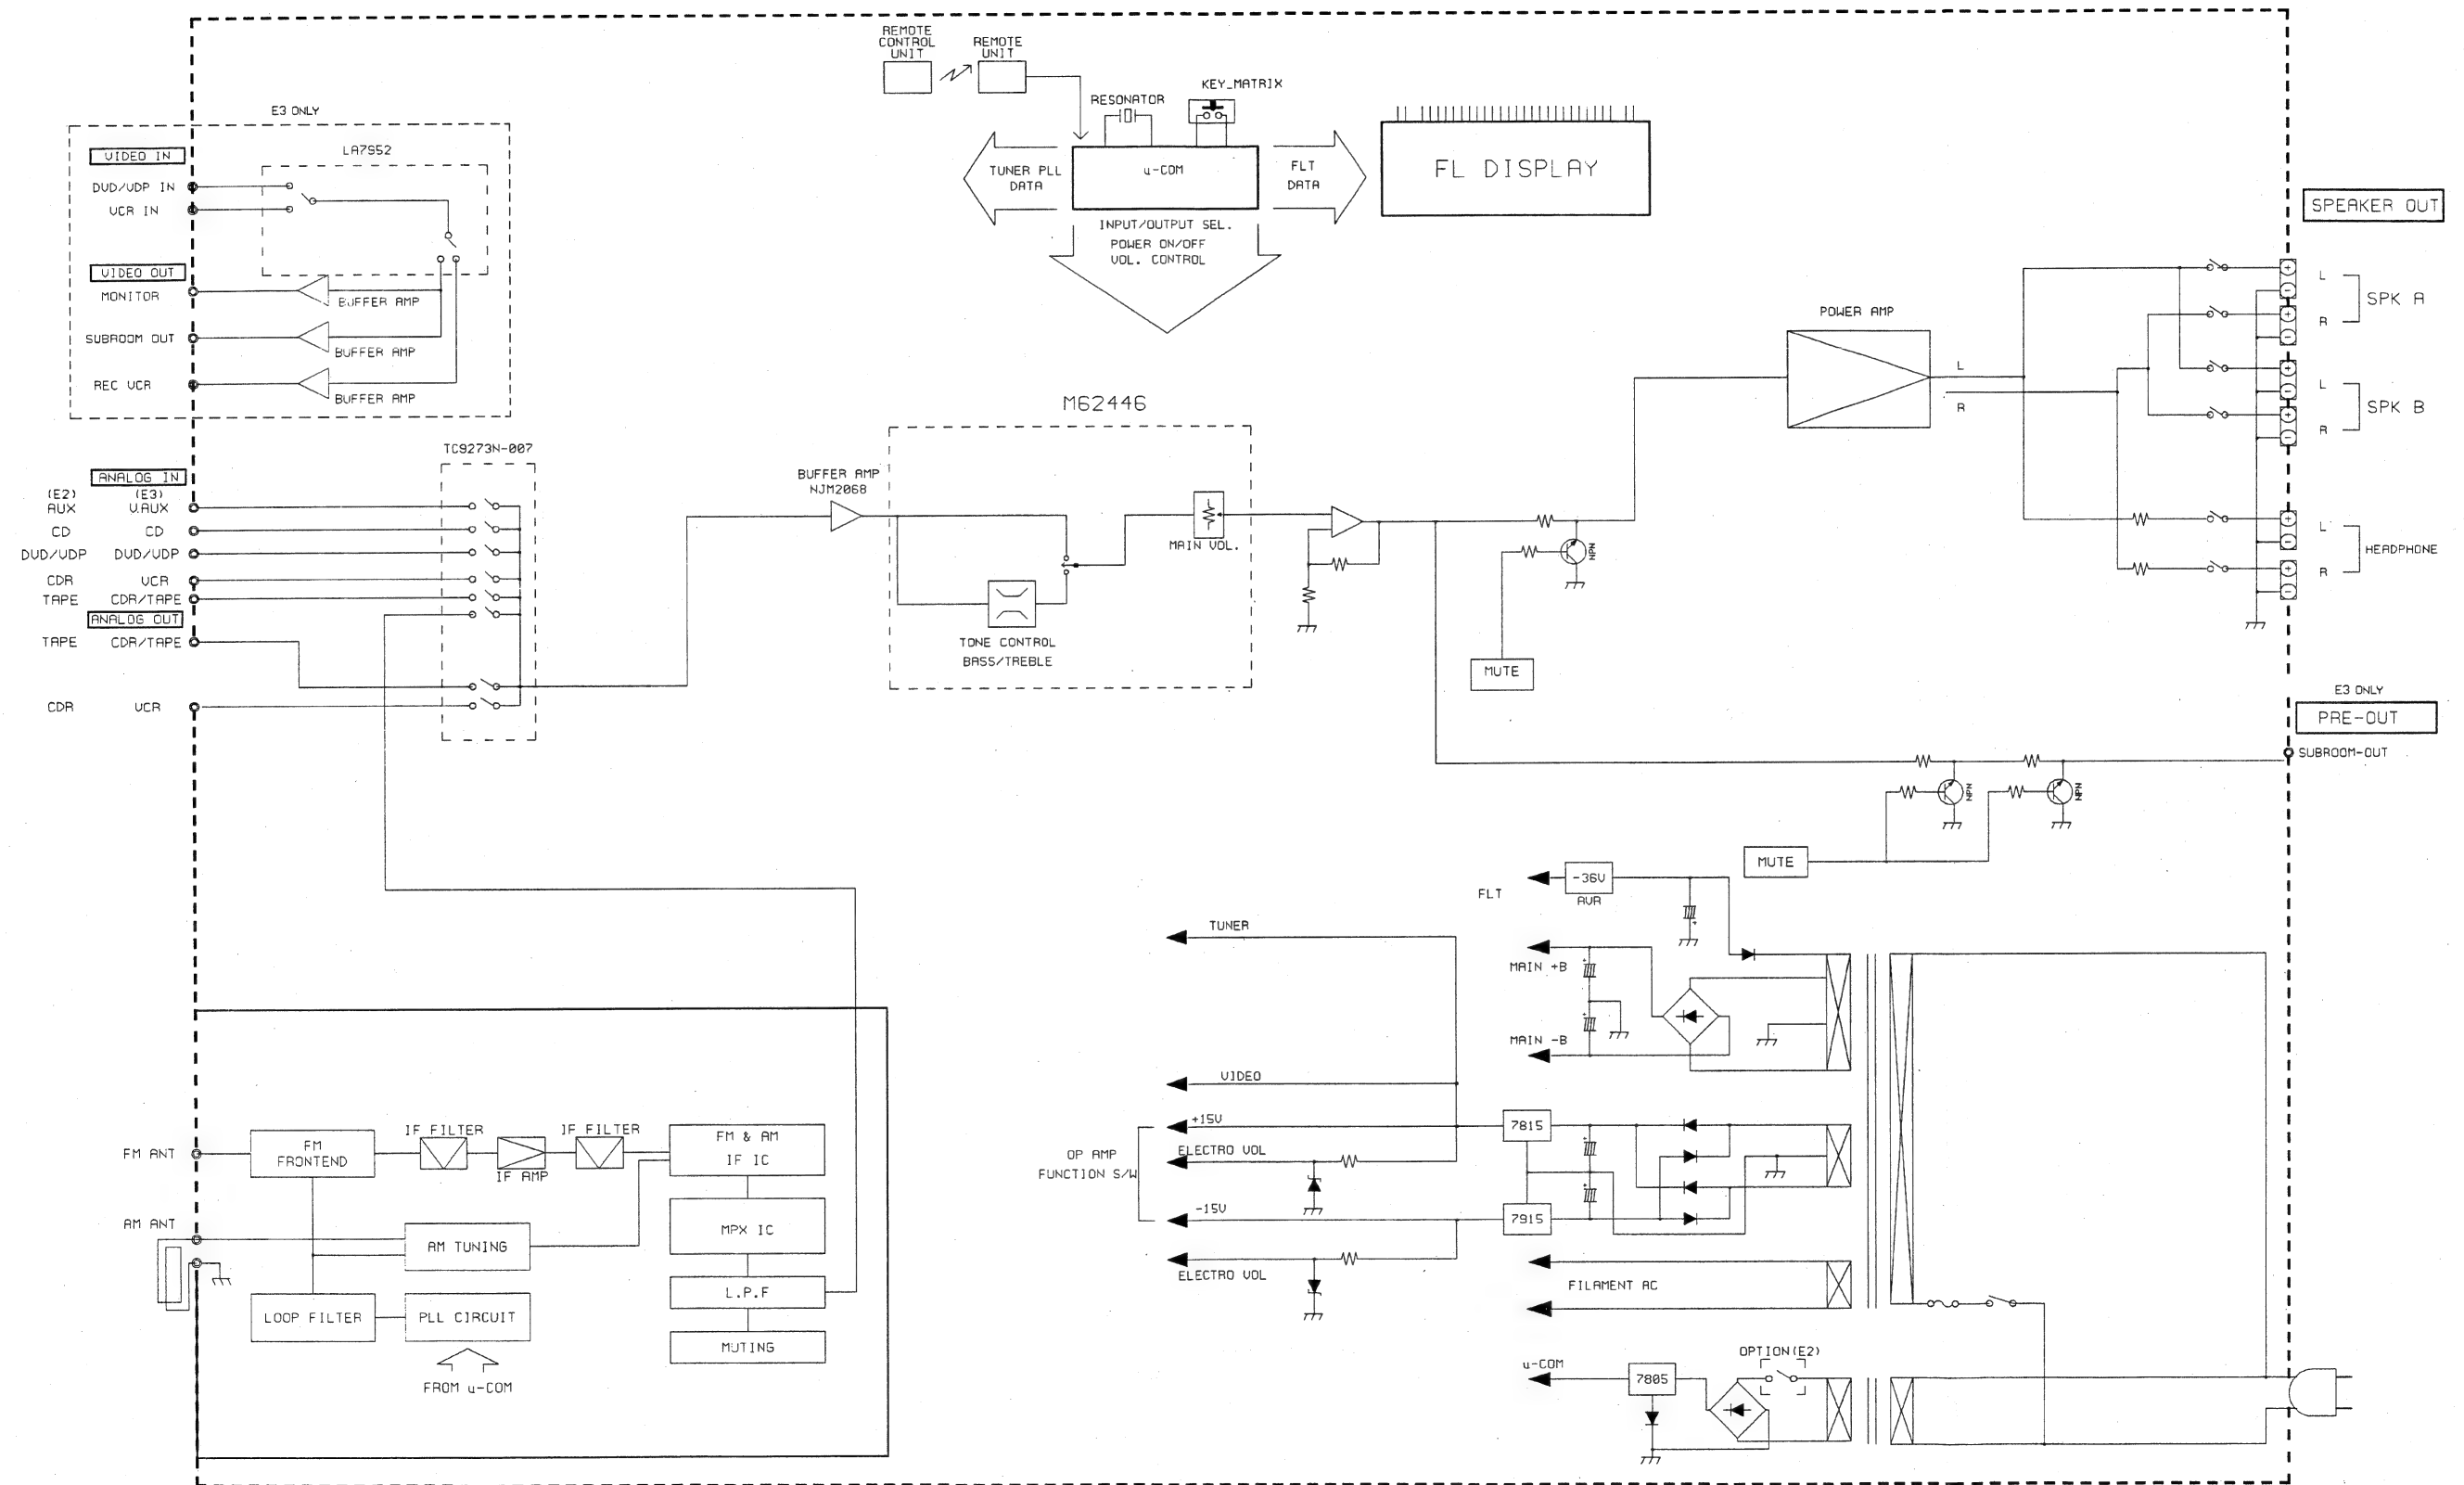 REMOTE
CONTROL
UNIT
REMOTE
UNIT
KEY_MATRIX
RESONATOR
E3 ONLY
VIDEO IN
LA7952
DVD/VDP IN
VCR IN
VIDEO OUT
MONITOR
BUFFER AMP
SUBROOM OUT
BUFFER AMP
REC VCR
BUFFER AMP
TUNER PLL
DATA
u-COM
FLT
DATA
FL DISPLAY
INPUT/OUTPUT SEL.
POWER ON/OFF
VOL. CONTROL
SPEAKER OUT
POWER AMP
L
R
L
R
SPK A
L
R
SPK B
L
R
HEADPHONE
TC9273N-007
ANALOG IN
(E2) (E3)
AUX V.AUX
CD CD
DVD/VDP DVD/VDP
CDR VCR
TAPE CDR/TAPE
ANALOG OUT
TAPE CDR/TAPE
CDR VCR
M62446
BUFFER AMP
NJM2068
MAIN VOL.
TONE CONTROL
BASS/TREBLE
NPN
MUTE
E3 ONLY
PRE-OUT
SUBROOM-OUT
NPN
NPN
MUTE
FLT
-36V
AVR
TUNER
MAIN +B
MAIN -B
VIDEO
+15V
7815
ELECTRO VOL
OP AMP
FUNCTION S/W
-15V
7915
ELECTRO VOL
FILAMENT AC
OPTION(E2)
u-COM
7805
FM ANT
FM
FRONTEND
IF FILTER
IF AMP
IF FILTER
FM & AM
IF IC
AM ANT
AM TUNING
MPX IC
LOOP FILTER
PLL CIRCUIT
L.P.F
MUTING
FROM u-COM